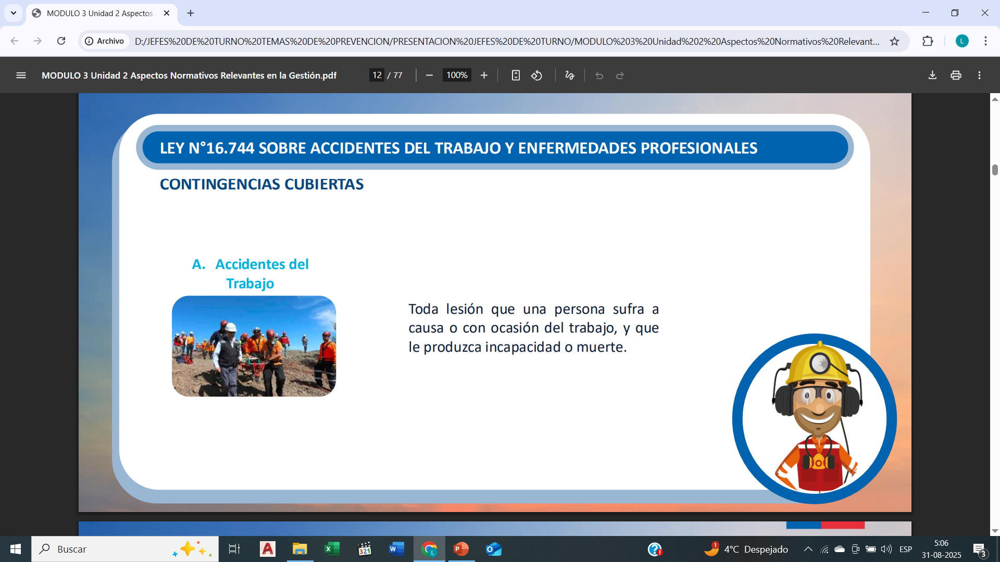 MODULO 3 Unidad 2 Aspectos
Archivo
D:/JEFES%20DE%20TURNO%20TEMAS%20DE%20PREVENCION/PRESENTACION%20JEFES%20DE%20TURNO/MODULO%203%20Unidad%202%20Aspectos%20Normativos%20Relevant...
L
MODULO 3 Unidad 2 Aspectos Normativos Relevantes en la Gestión.pdf
12 / 77
100%
LEY N°16.744 SOBRE ACCIDENTES DEL TRABAJO Y ENFERMEDADES PROFESIONALES
CONTINGENCIAS CUBIERTAS
A. Accidentes del
Trabajo
Toda lesión que una persona sufra a
causa o con ocasión del trabajo, y que
le produzca incapacidad o muerte.
Buscar
321
L
1
4°C Despejado
ESP
5:06
31-08-2025
3